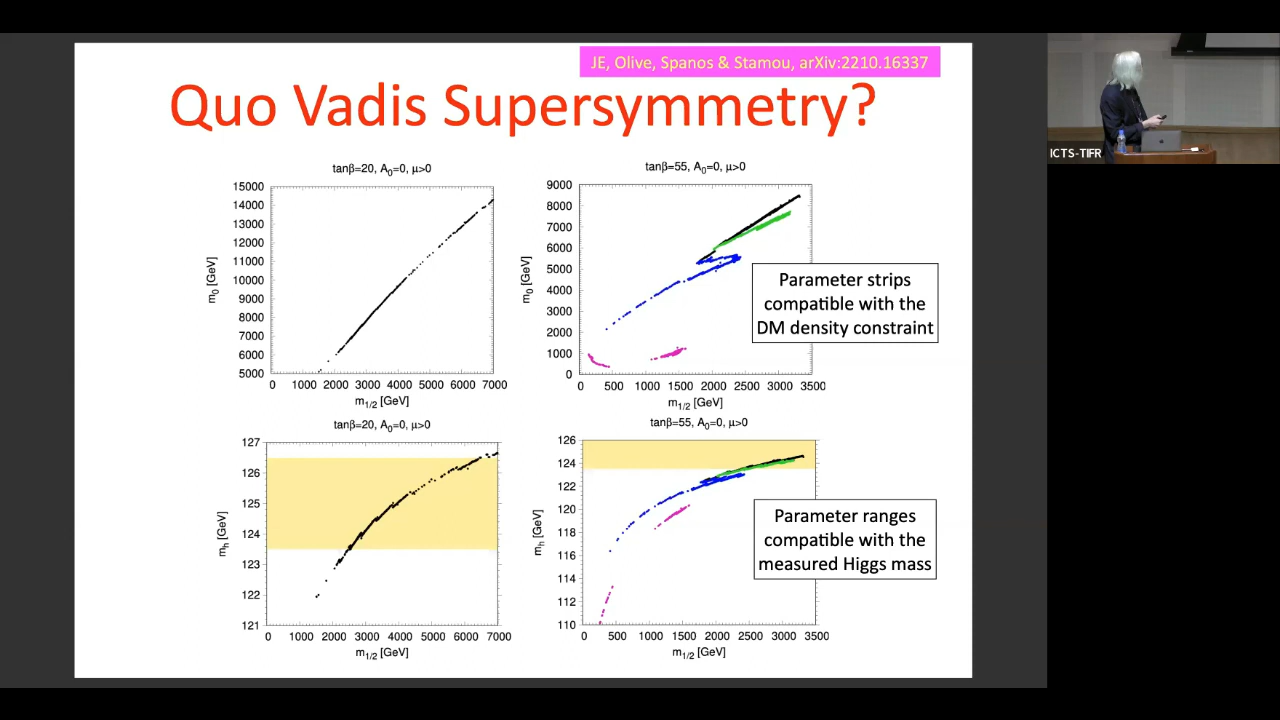 JE, Olive, Spanos & Stamou, arXiv:2210.16337
Quo Vadis Supersymmetry?
ICTS-TIFR
tanβ=20, A₀=0, μ>0
15000
14000
13000
12000
11000
10000
9000
8000
7000
6000
5000
m₀ [GeV]
0 1000 2000 3000 4000 5000 6000 7000
m₁/₂ [GeV]
tanβ=55, A₀=0, μ>0
9000
8000
7000
6000
5000
4000
3000
2000
1000
0
m₀ [GeV]
0 500 1000 1500 2000 2500 3000 3500
m₁/₂ [GeV]
Parameter strips
compatible with the
DM density constraint
tanβ=20, A₀=0, μ>0
127
126
125
124
123
122
121
mₕ [GeV]
0 1000 2000 3000 4000 5000 6000 7000
m₁/₂ [GeV]
tanβ=55, A₀=0, μ>0
126
124
122
120
118
116
114
112
110
mₕ [GeV]
0 500 1000 1500 2000 2500 3000 3500
m₁/₂ [GeV]
Parameter ranges
compatible with the
measured Higgs mass